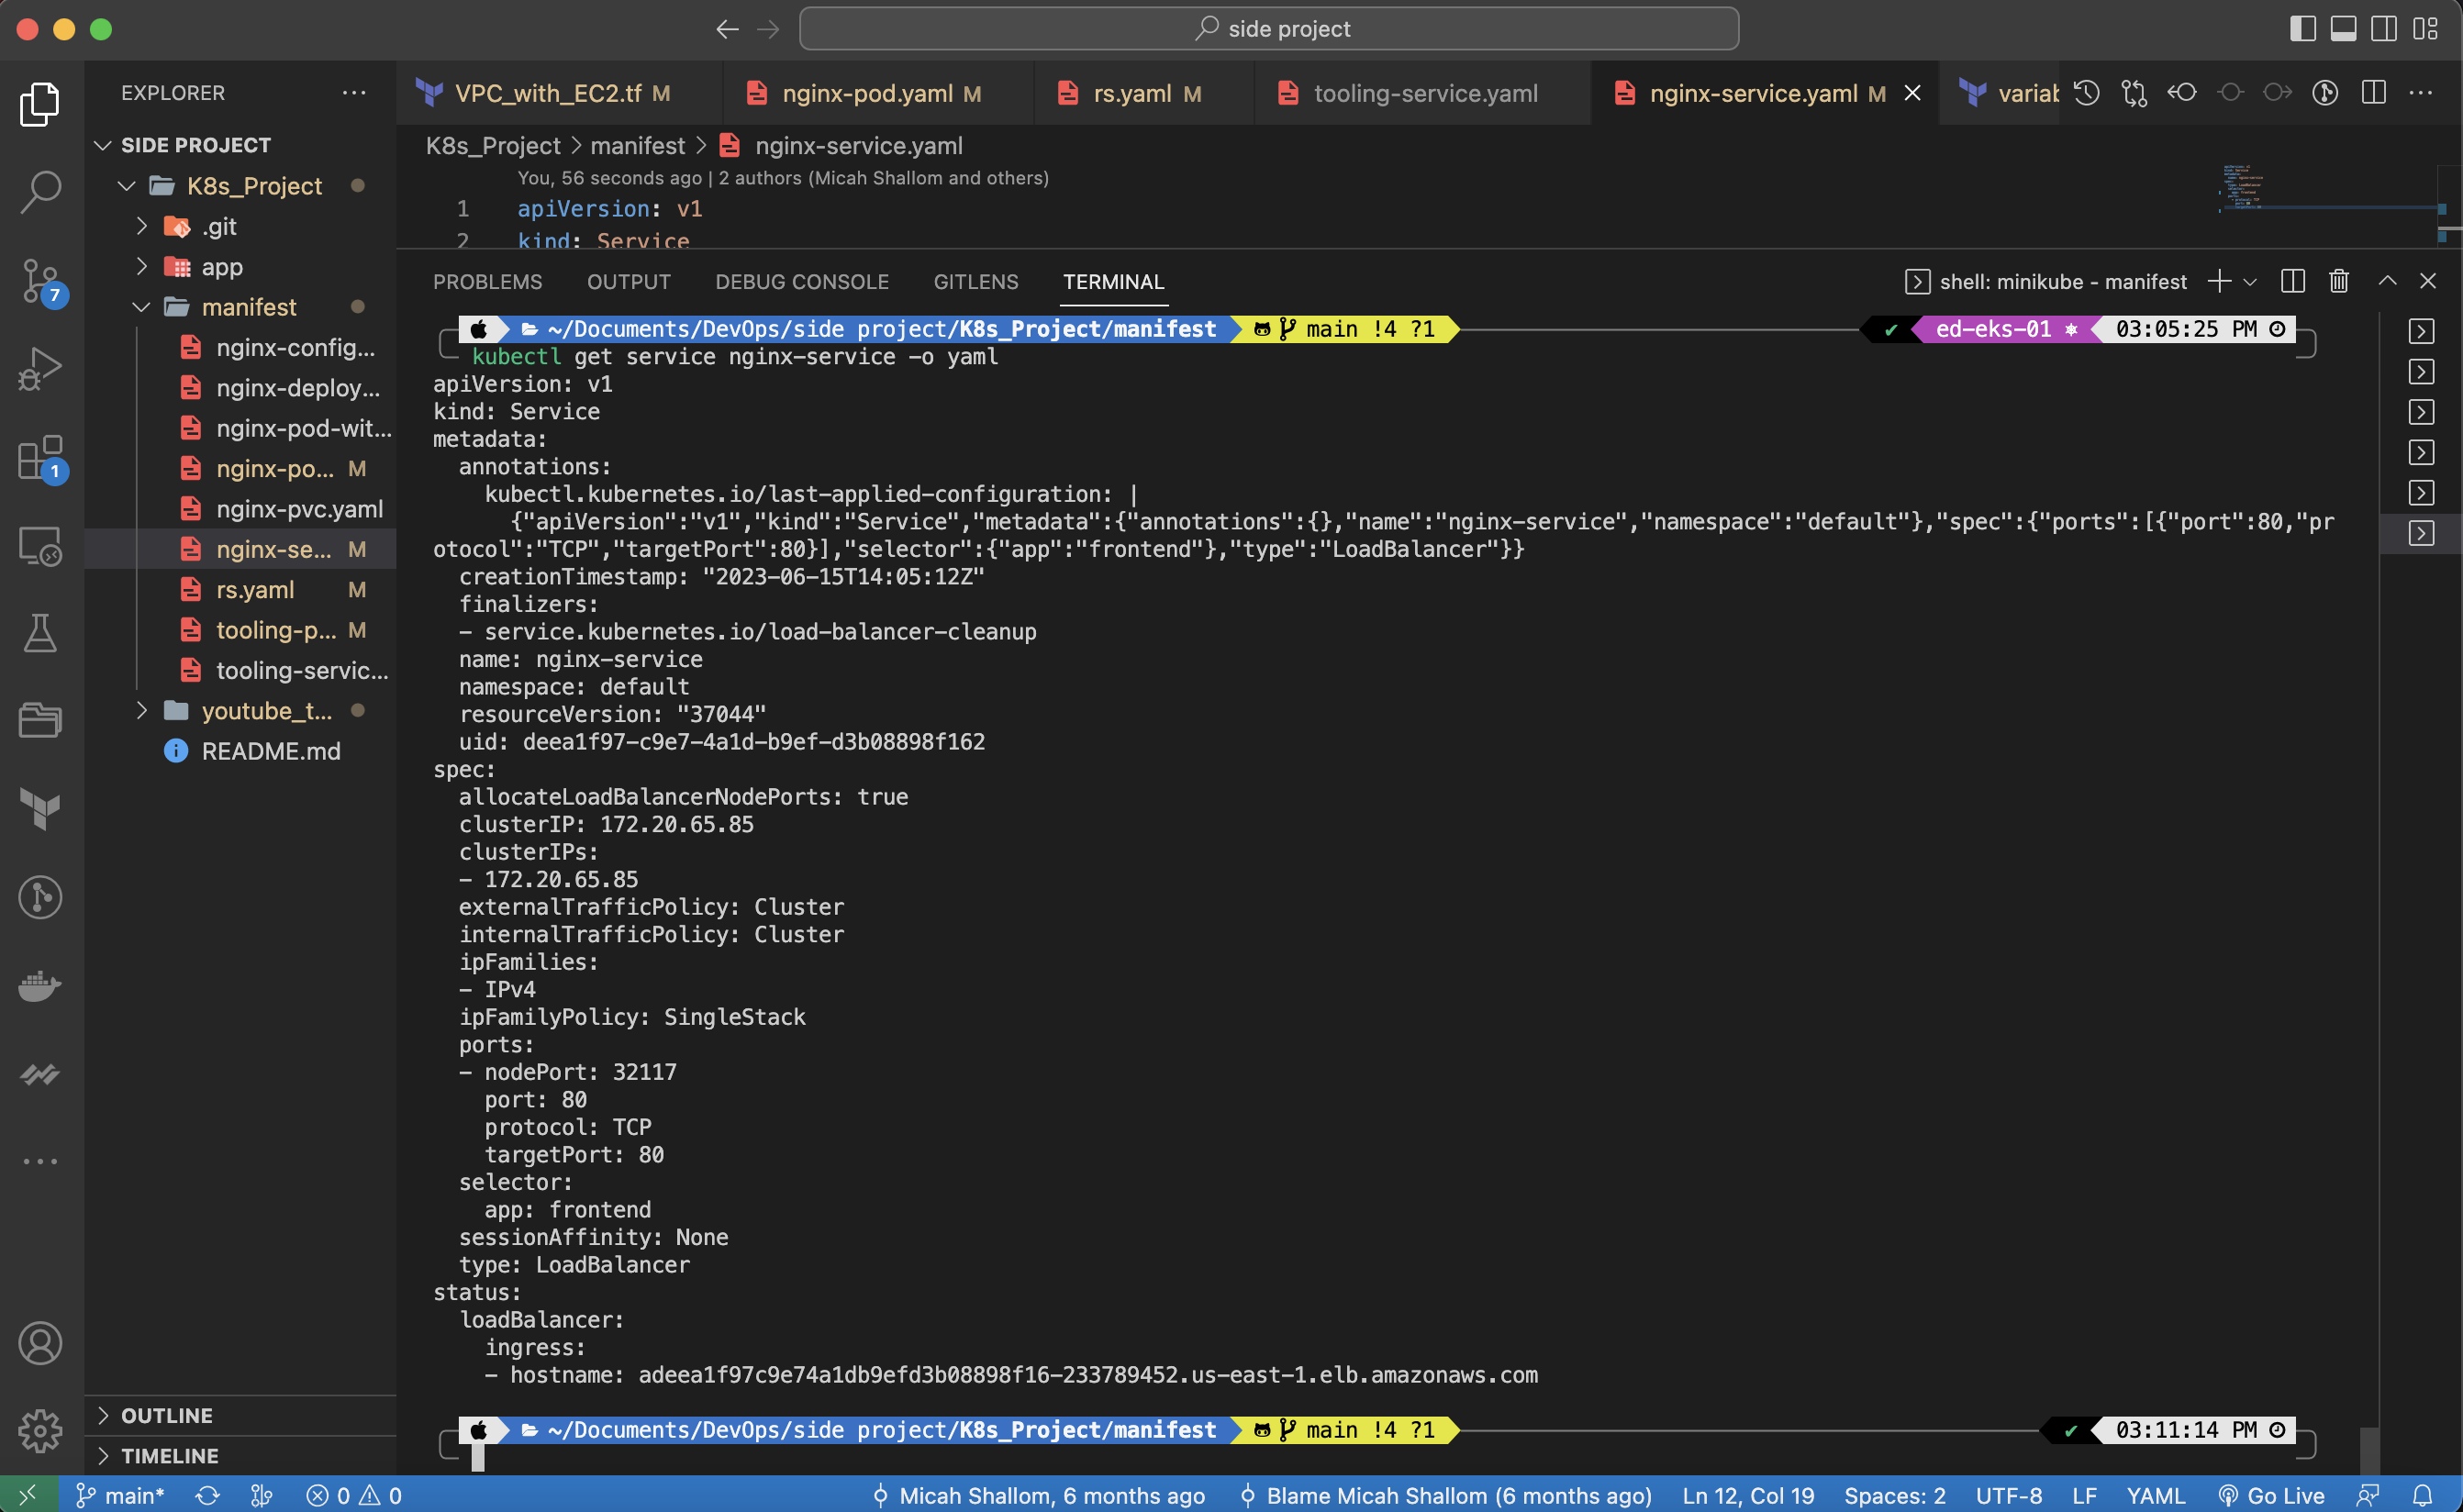 side project
EXPLORER
VPC_with_EC2.tf M
nginx-pod.yaml M
rs.yaml M
tooling-service.yaml
nginx-service.yaml M
variab
SIDE PROJECT
K8s_Project
.git
app
manifest
nginx-config...
nginx-deploy...
nginx-pod-wit...
nginx-po... M
nginx-pvc.yaml
nginx-se... M
rs.yaml M
tooling-p... M
tooling-servic...
youtube_t...
README.md
OUTLINE
TIMELINE
7
1
K8s_Project > manifest > nginx-service.yaml
You, 56 seconds ago | 2 authors (Micah Shallom and others)
1 apiVersion: v1
2 kind: Service
PROBLEMS OUTPUT DEBUG CONSOLE GITLENS TERMINAL
shell: minikube - manifest
~/Documents/DevOps/side project/K8s_Project/manifest main !4 ?1 ✔ ed-eks-01 03:05:25 PM
kubectl get service nginx-service -o yaml
apiVersion: v1
kind: Service
metadata:
annotations:
kubectl.kubernetes.io/last-applied-configuration: |
{"apiVersion":"v1","kind":"Service","metadata":{"annotations":{},"name":"nginx-service","namespace":"default"},"spec":{"ports":[{"port":80,"pr
otocol":"TCP","targetPort":80}],"selector":{"app":"frontend"},"type":"LoadBalancer"}}
creationTimestamp: "2023-06-15T14:05:12Z"
finalizers:
- service.kubernetes.io/load-balancer-cleanup
name: nginx-service
namespace: default
resourceVersion: "37044"
uid: deea1f97-c9e7-4a1d-b9ef-d3b08898f162
spec:
allocateLoadBalancerNodePorts: true
clusterIP: 172.20.65.85
clusterIPs:
- 172.20.65.85
externalTrafficPolicy: Cluster
internalTrafficPolicy: Cluster
ipFamilies:
- IPv4
ipFamilyPolicy: SingleStack
ports:
- nodePort: 32117
port: 80
protocol: TCP
targetPort: 80
selector:
app: frontend
sessionAffinity: None
type: LoadBalancer
status:
loadBalancer:
ingress:
- hostname: adeea1f97c9e74a1db9efd3b08898f16-233789452.us-east-1.elb.amazonaws.com
~/Documents/DevOps/side project/K8s_Project/manifest main !4 ?1 ✔ 03:11:14 PM
main* 0 0 Micah Shallom, 6 months ago Blame Micah Shallom (6 months ago) Ln 12, Col 19 Spaces: 2 UTF-8 LF YAML Go Live